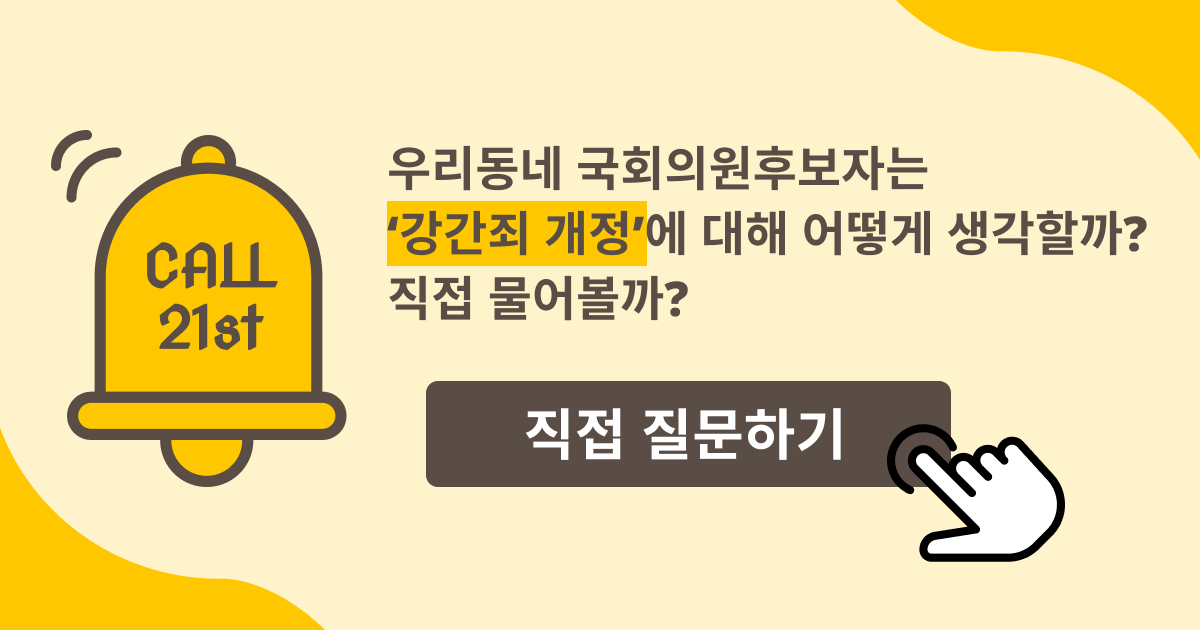 CALL
21st
우리동네 국회의원후보자는
‘강간죄 개정’에 대해 어떻게 생각할까?
직접 물어볼까?
직접 질문하기